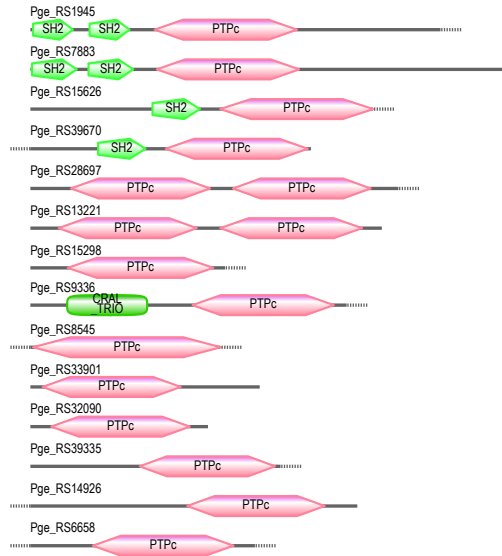 Pge_RS1945
SH2 SH2 PTPc
Pge_RS7883
SH2 SH2 PTPc
Pge_RS15626
SH2 PTPc
Pge_RS39670
SH2 PTPc
Pge_RS28697
PTPc PTPc
Pge_RS13221
PTPc PTPc
Pge_RS15298
PTPc
Pge_RS9336
CRAL
_TRIO PTPc
Pge_RS8545
PTPc
Pge_RS33901
PTPc
Pge_RS32090
PTPc
Pge_RS39335
PTPc
Pge_RS14926
PTPc
Pge_RS6658
PTPc